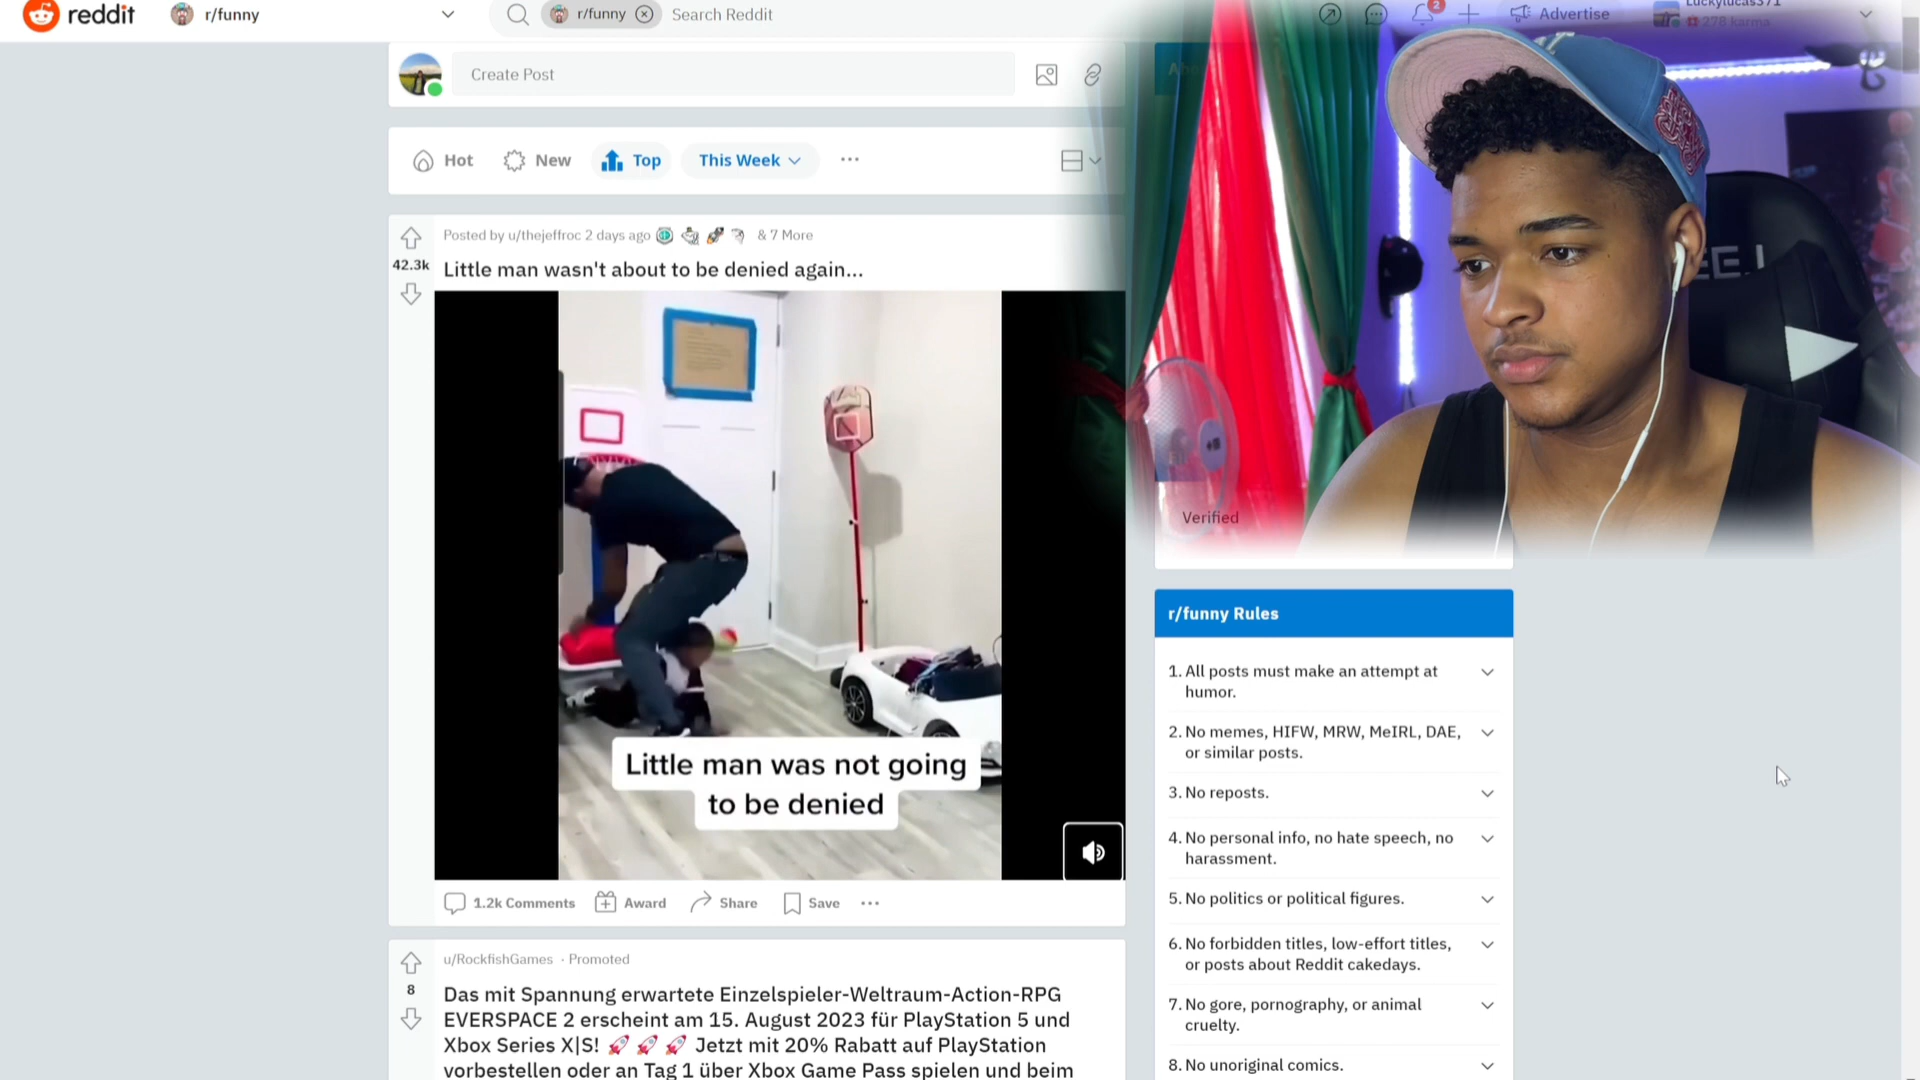 reddit
r/funny
r/funny
Search Reddit
2
Advertise
Luckylucas371
278 karma
Create Post
Hot
New
Top
This Week
Posted by u/thejeffroc 2 days ago
& 7 More
42.3k
Little man wasn't about to be denied again...
Little man was not going
to be denied
Verified
1.2k Comments
Award
Share
Save
u/RockfishGames · Promoted
8
Das mit Spannung erwartete Einzelspieler-Weltraum-Action-RPG
EVERSPACE 2 erscheint am 15. August 2023 für PlayStation 5 und
Xbox Series X|S! 🚀 🚀 🚀 Jetzt mit 20% Rabatt auf PlayStation
vorbestellen oder an Tag 1 über Xbox Game Pass spielen und beim
r/funny Rules
1. All posts must make an attempt at
humor.
2. No memes, HIFW, MRW, MeIRL, DAE,
or similar posts.
3. No reposts.
4. No personal info, no hate speech, no
harassment.
5. No politics or political figures.
6. No forbidden titles, low-effort titles,
or posts about Reddit cakedays.
7. No gore, pornography, or animal
cruelty.
8. No unoriginal comics.